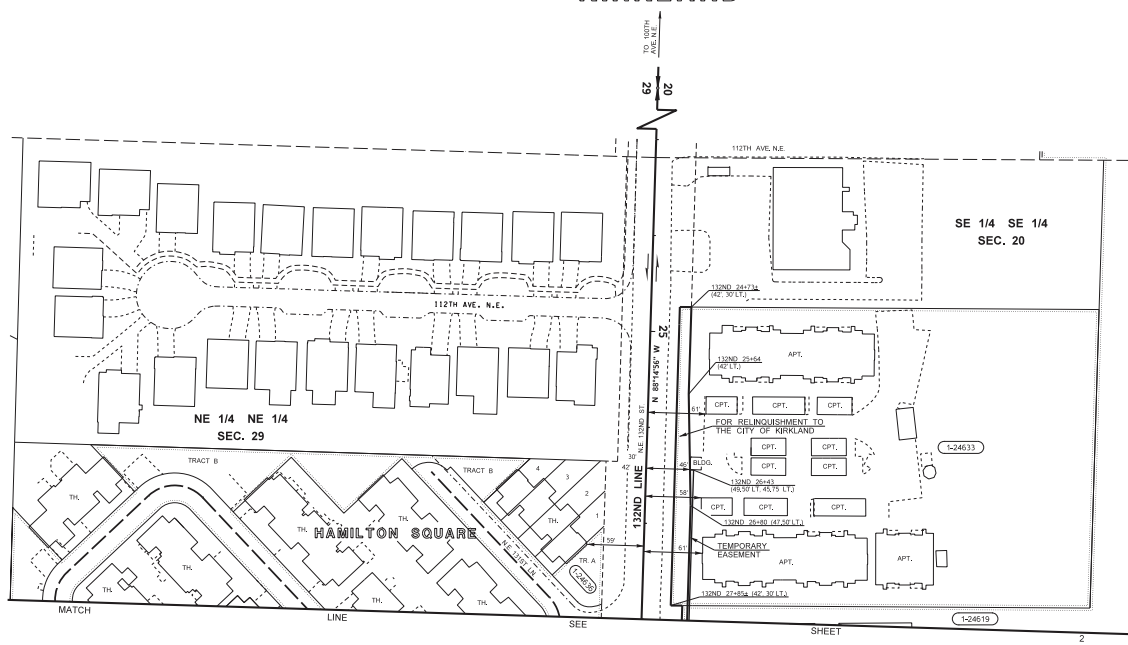 TO 100TH
AVE. N.E.
29
20
112TH AVE. N.E.
SE 1/4 SE 1/4
SEC. 20
132ND 24+73±
(42', 30' LT.)
112TH AVE. N.E.
25
N 88°14'56" W
132ND 25+64
(42' LT.)
APT.
NE 1/4 NE 1/4
SEC. 29
61'
CPT.
CPT.
CPT.
FOR RELINQUISHMENT TO
THE CITY OF KIRKLAND
N.E. 132ND ST.
30'
42'
CPT.
CPT.
1-24633
TRACT B
TRACT B
4
3
2
1
46'
BLDG.
CPT.
CPT.
132ND 26+43
(49.50' LT. 45.75' LT.)
132ND LINE
58'
CPT.
CPT.
CPT.
132ND 26+80 (47.50' LT.)
TH.
TH.
TH.
TH.
HAMILTON SQUARE
59'
61'
TEMPORARY
EASEMENT
APT.
APT.
TH.
TH.
TH.
TH.
N.E. 131ST LN.
TR. A
1-24636
132ND 27+85± (42', 30' LT.)
MATCH
LINE
SEE
SHEET
2
1-24619